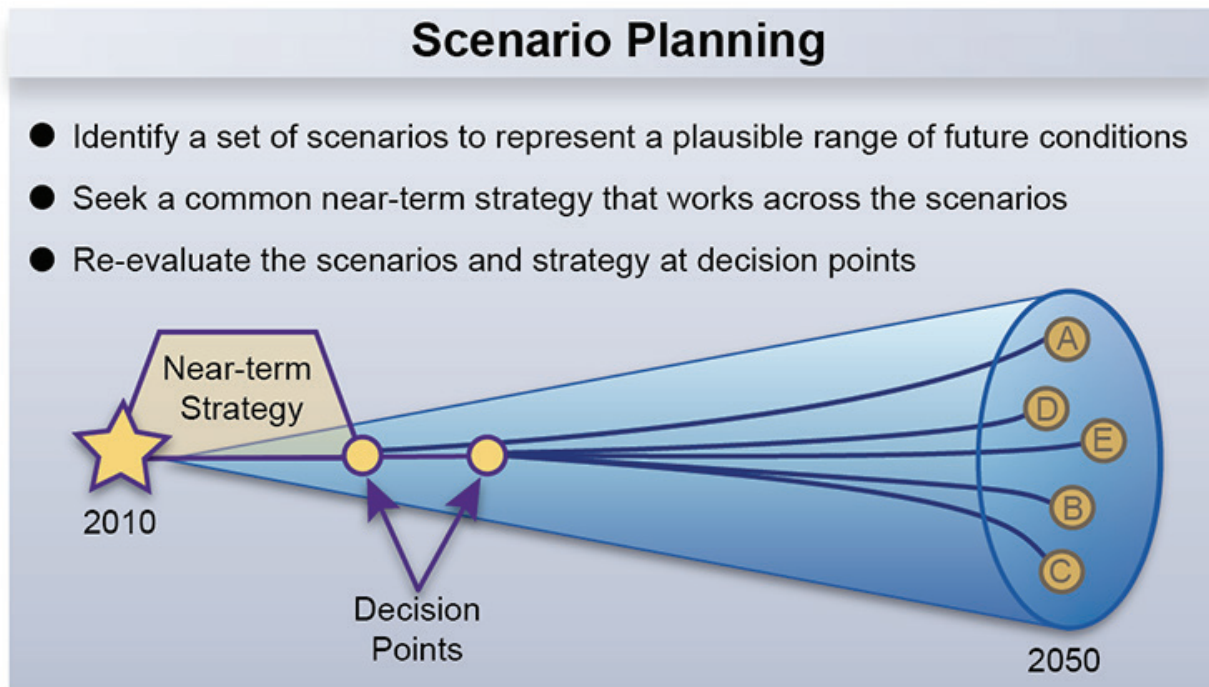 Scenario Planning
● Identify a set of scenarios to represent a plausible range of future conditions
● Seek a common near-term strategy that works across the scenarios
● Re-evaluate the scenarios and strategy at decision points
Near-term
Strategy
2010
Decision
Points
A
D
E
B
C
2050